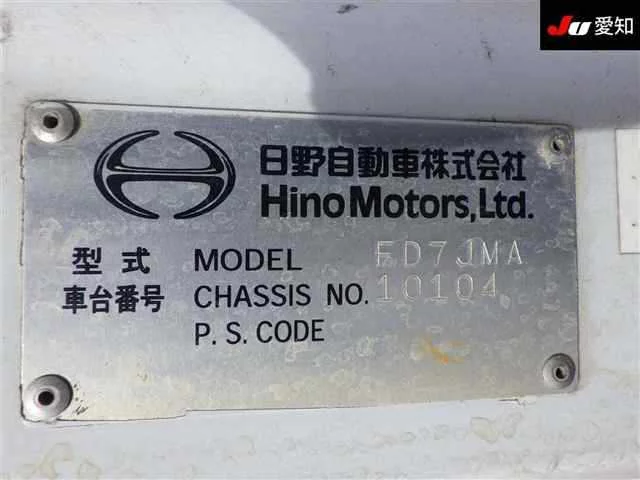 JU 愛知
日野自動車株式会社
Hino Motors, Ltd.
型式 MODEL FD7JMA
車台番号 CHASSIS NO. 10104
P. S. CODE